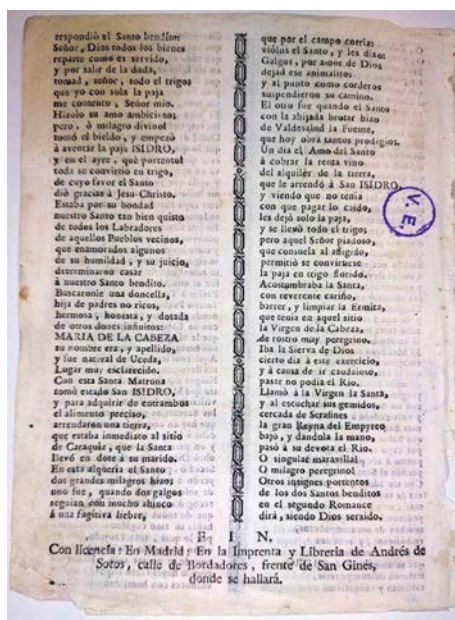 respondió el Santo bendito:
Señor, Dios todos los bienes
reparte como es servido,
y por salir de la duda,
tomad, señor, todo el trigo:
que yo con sola la paja
me contento, Señor mio.
Hizolo su amo ambicioso;
pero, ó milagro divino!
tomó el bieldo, y empezó
á aventar la paja ISIDRO,
y en el ayre, qué portento!
toda se convirtió en trigo,
de cuyo favor el Santo
dió gracias á Jesu-Christo.
Estaba por su bondad
nuestro Santo tan bien quisto
de todos los Labradores
de aquellos Pueblos vecinos,
que enamorados algunos
de su humildad, y su juicio,
determinaron casar
á nuestro Santo bendito.
Buscaronle una doncella,
hija de padres no ricos,
hermosa, honesta, y dotada
de otros dones infinitos:
MARIA DE LA CABEZA
su nombre era, y apellido,
y fue natural de Uceda,
Lugar muy esclarecido.
Con esta Santa Matrona
tomó estado San ISIDRO,
y para adquirir de entrambos
el alimento preciso,
arrendaron una tierra,
que estaba inmediato al sitio
de Caraquiz, que la Santa
llevó en dote á su marido.
En esta alqueria el Santo
dos grandes milagros hizo:
uno fue, quando dos galgos
seguian con mucho ahinco
á una fugitiva liebre,
que por el campo corria:
viólos el Santo, y les dixo:
Galgos, por amor de Dios
dejad ese animalito:
y al punto como corderos
suspendieron su camino.
El otro fue quando el Santo
con la ahijada brotar hizo
de Valdesalud la Fuente,
que hoy obra tantos prodigios.
Un dia el Amo del Santo
á cobrar la renta vino
del alquilér de la tierra,
que le arrendó á San ISIDRO,
y viendo que no tenia
con que pagar lo caído,
les dejó solo la paja,
y se llevó todo el trigo;
pero aquel Señor piadoso,
que consuela al afligido,
permitió se convirtiese
la paja en trigo florido.
Acostumbraba la Santa,
con reverente cariño,
barrer, y limpiar la Ermita,
que tenia en aquel sitio
la Virgen de la Cabeza,
de rostro muy peregrino.
Iba la Sierva de Dios
cierto dia á este exercicio,
y á causa de ir caudaloso,
pasar no podia el Rio.
Llamó á la Virgen la Santa,
y al escuchar sus gemidos,
cercada de Serafines
la gran Reyna del Empyreo
bajó, y dandola la mano,
pasó á su devota el Rio.
O singular maravilla!
O milagro peregrino!
Otros insignes portentos
de los dos Santos benditos
en el segundo Romance
dirá, siendo Dios servido.
V. E.
FIN.
Con licencia: En Madrid: En la Imprenta y Libreria de Andrés de
Sotos, calle de Bordadores, frente de San Ginés,
donde se hallará.